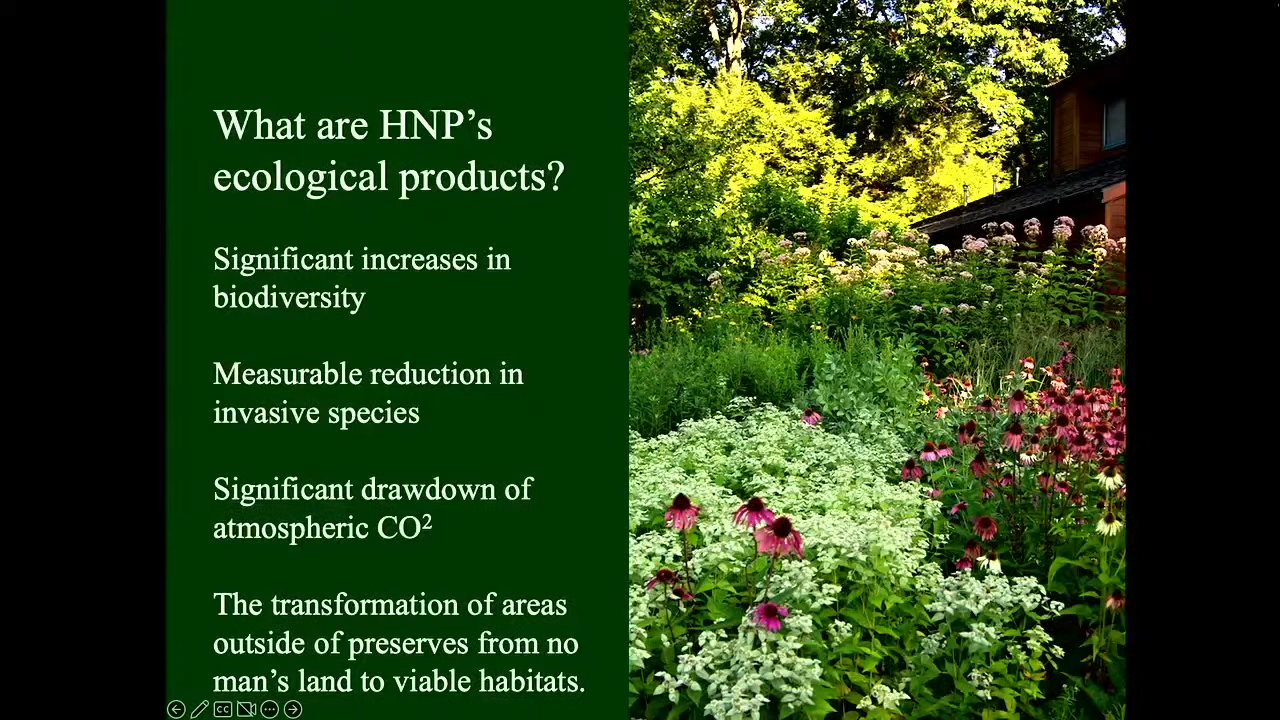 What are HNP’s
ecological products?
Significant increases in
biodiversity
Measurable reduction in
invasive species
Significant drawdown of
atmospheric CO²
The transformation of areas
outside of preserves from no
man’s land to viable habitats.
CC